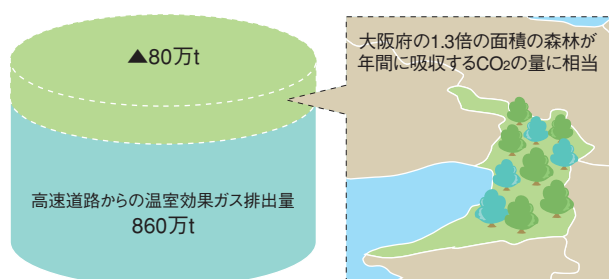 ▲80万t
高速道路からの温室効果ガス排出量
860万t
大阪府の1.3倍の面積の森林が
年間に吸収するCO₂の量に相当